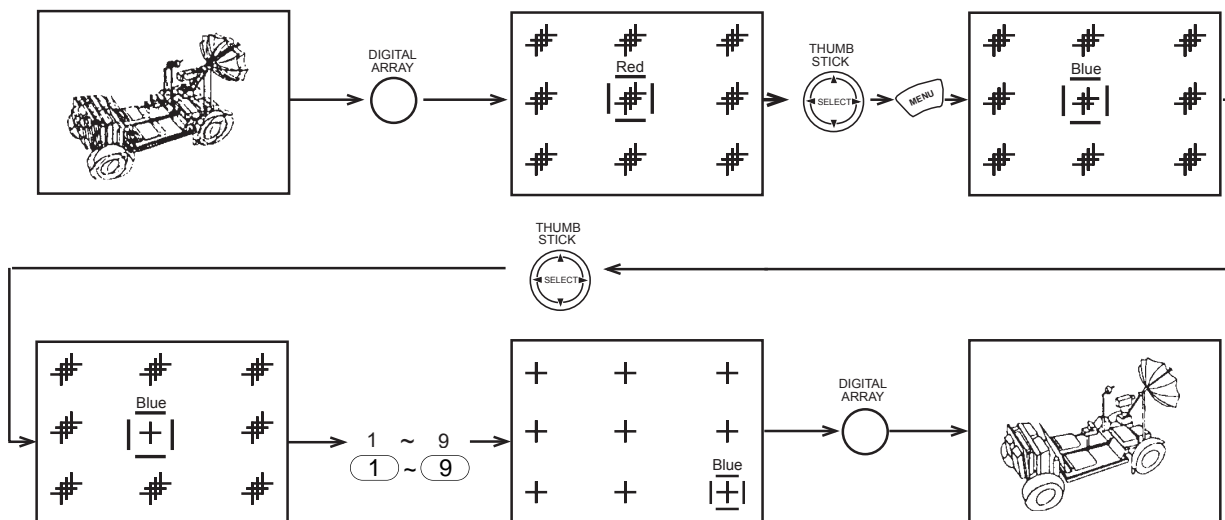 DIGITAL
ARRAY
Red
THUMB
STICK
SELECT
MENU
Blue
THUMB
STICK
SELECT
Blue
1 ~ 9
1 ~ 9
Blue
DIGITAL
ARRAY